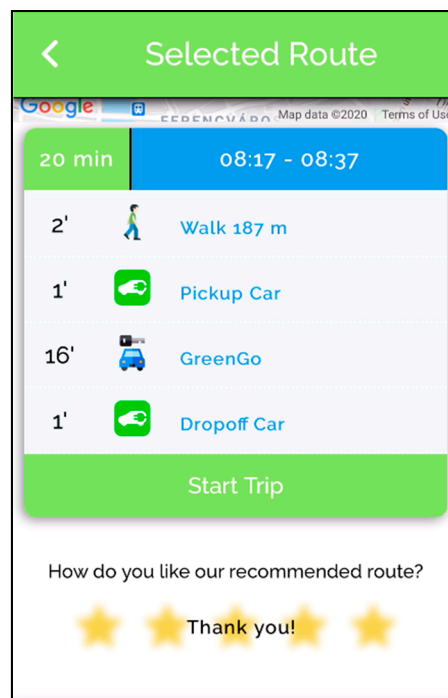 Selected Route
Google
FERENCVÁROS Map data ©2020 Terms of Use
20 min 08:17 - 08:37
2' Walk 187 m
1' Pickup Car
16' GreenGo
1' Dropoff Car
Start Trip
How do you like our recommended route?
Thank you!